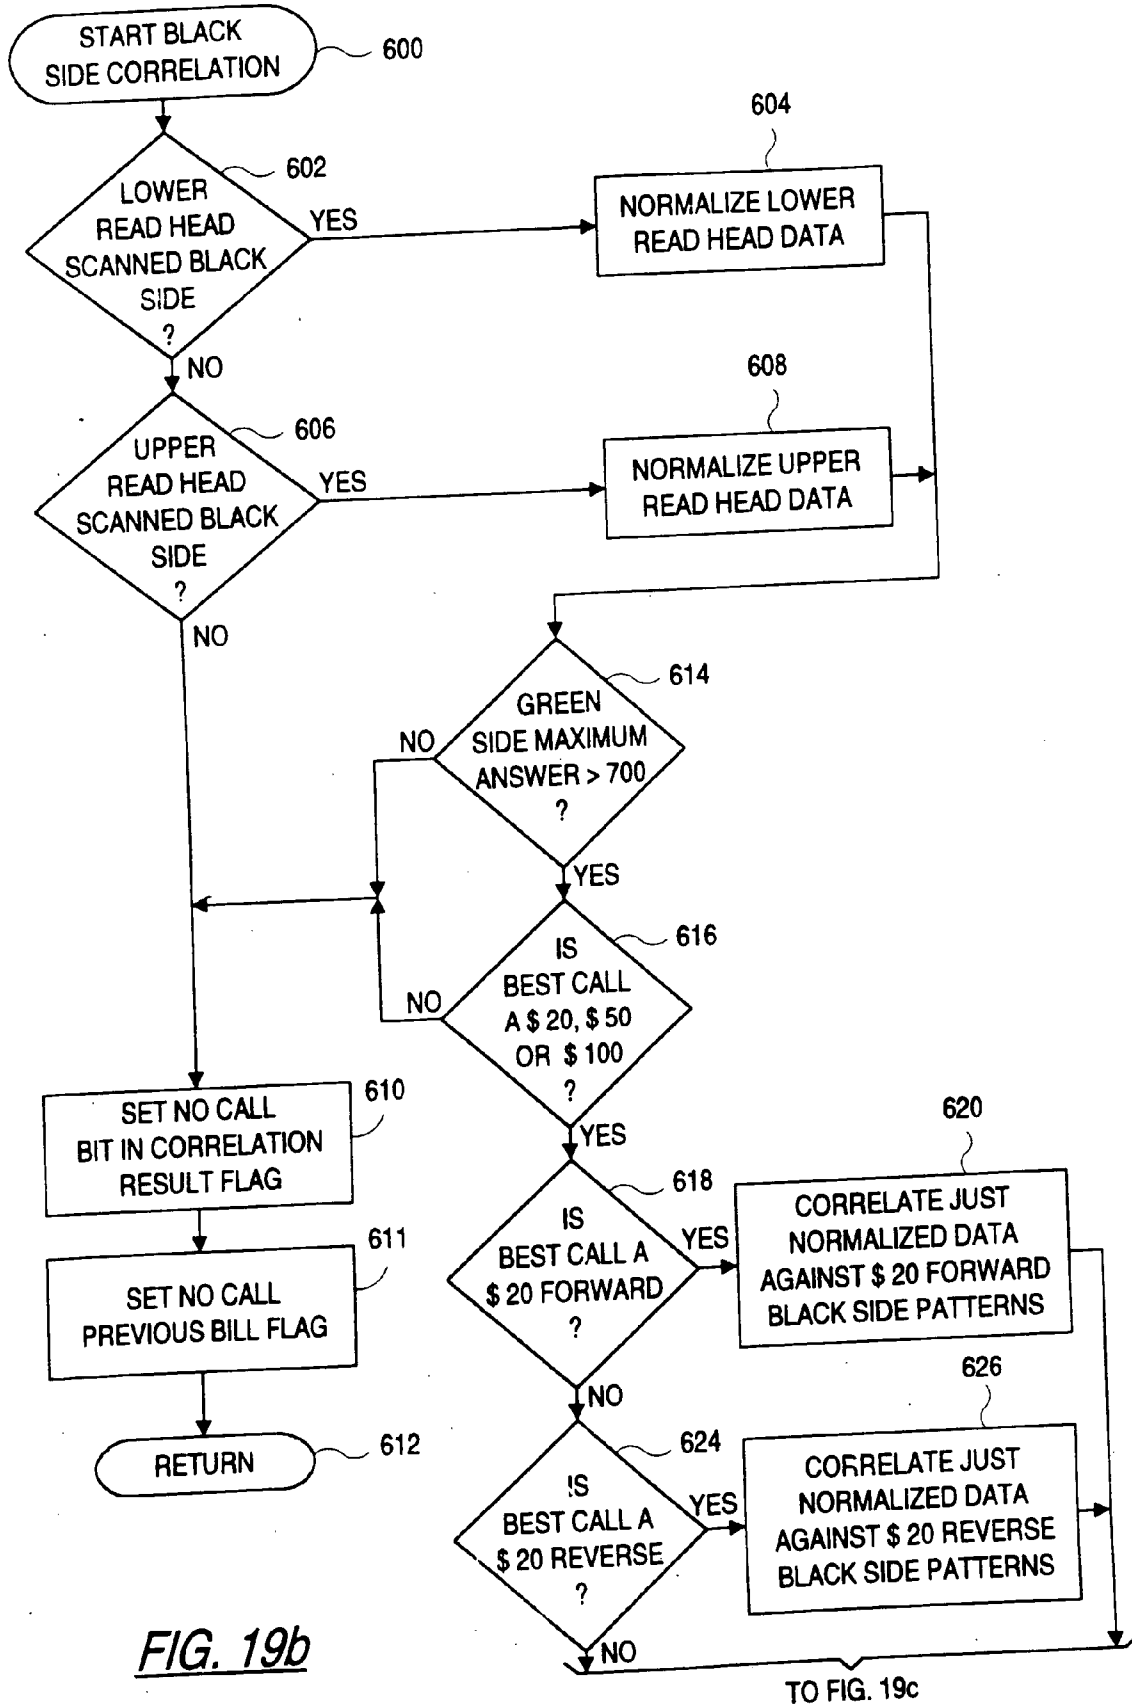 START BLACK
SIDE CORRELATION
600
602
LOWER
READ HEAD
SCANNED BLACK
SIDE
?
YES
NO
604
NORMALIZE LOWER
READ HEAD DATA
606
UPPER
READ HEAD
SCANNED BLACK
SIDE
?
YES
NO
608
NORMALIZE UPPER
READ HEAD DATA
614
GREEN
SIDE MAXIMUM
ANSWER > 700
?
NO
YES
616
IS
BEST CALL
A $ 20, $ 50
OR $ 100
?
NO
YES
610
SET NO CALL
BIT IN CORRELATION
RESULT FLAG
611
SET NO CALL
PREVIOUS BILL FLAG
RETURN
612
618
IS
BEST CALL A
$ 20 FORWARD
?
YES
NO
620
CORRELATE JUST
NORMALIZED DATA
AGAINST $ 20 FORWARD
BLACK SIDE PATTERNS
624
IS
BEST CALL A
$ 20 REVERSE
?
YES
NO
626
CORRELATE JUST
NORMALIZED DATA
AGAINST $ 20 REVERSE
BLACK SIDE PATTERNS
TO FIG. 19c
FIG. 19b